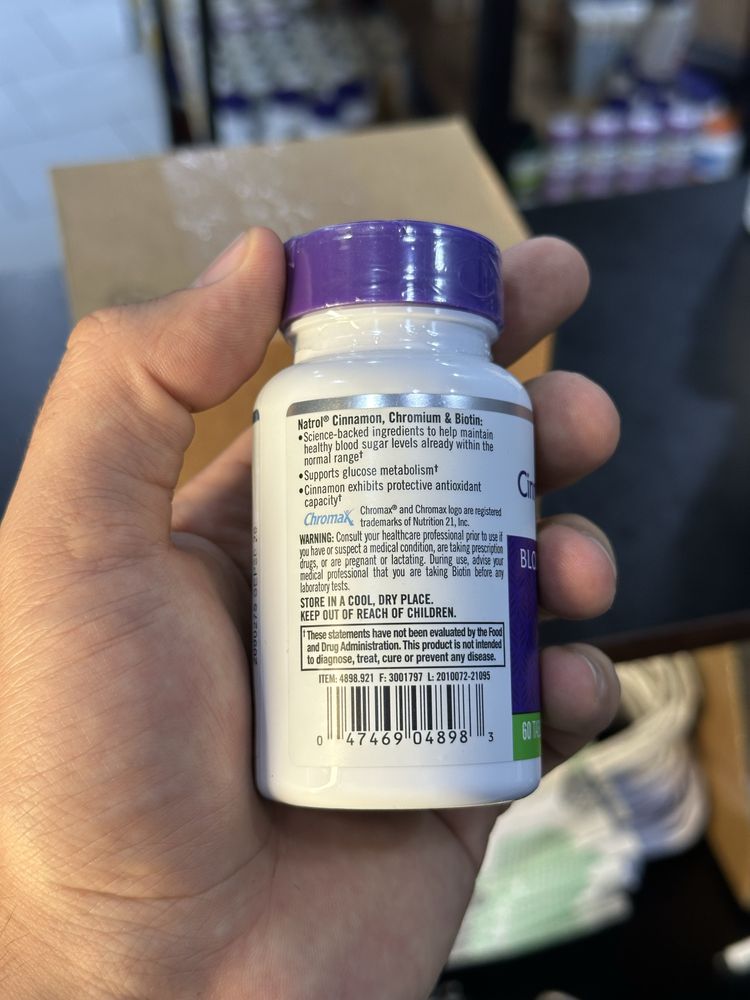 Natrol® Cinnamon, Chromium & Biotin:
•Science-backed ingredients to help maintain
healthy blood sugar levels already within the
normal range†
•Supports glucose metabolism†
•Cinnamon exhibits protective antioxidant
capacity†
Chromax Chromax® and Chromax logo are registered
trademarks of Nutrition 21, Inc.
WARNING: Consult your healthcare professional prior to use if
you have or suspect a medical condition, are taking prescription
drugs, or are pregnant or lactating. During use, advise your
medical professional that you are taking Biotin before any
laboratory tests.
STORE IN A COOL, DRY PLACE.
KEEP OUT OF REACH OF CHILDREN.
†These statements have not been evaluated by the Food
and Drug Administration. This product is not intended
to diagnose, treat, cure or prevent any disease.
ITEM: 4898.921 F: 3001797 L: 2010072-21095
0 47469 04898 3
Cin
BLO
60 TAB